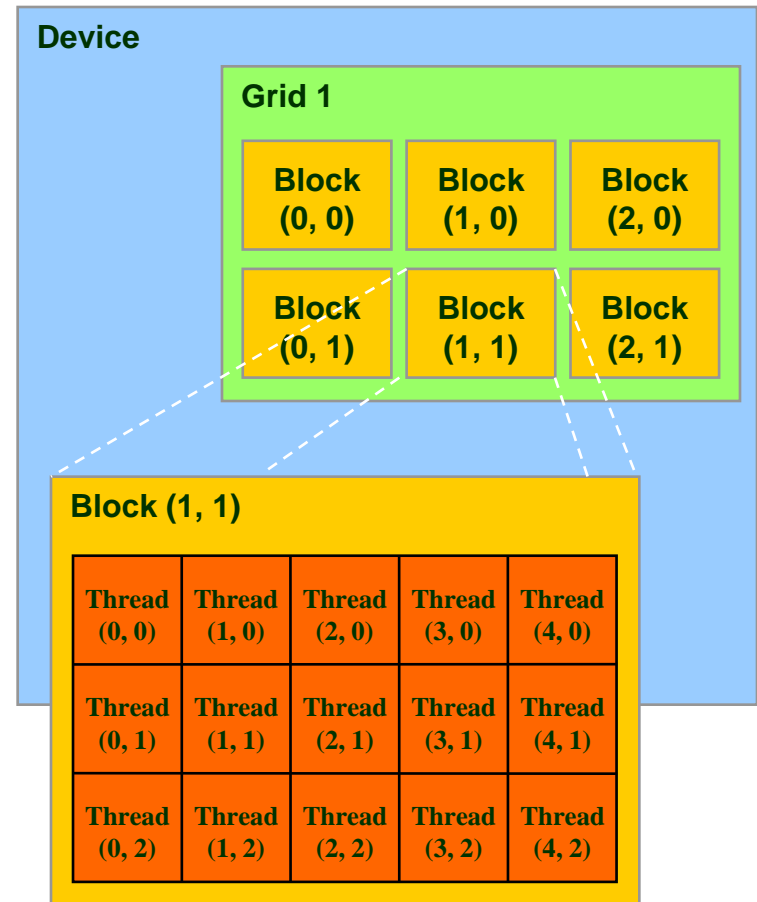 Device
Grid 1
Block Block Block
(0, 0) (1, 0) (2, 0)
Block Block Block
(0, 1) (1, 1) (2, 1)
Block (1, 1)
Thread Thread Thread Thread Thread
(0, 0) (1, 0) (2, 0) (3, 0) (4, 0)
Thread Thread Thread Thread Thread
(0, 1) (1, 1) (2, 1) (3, 1) (4, 1)
Thread Thread Thread Thread Thread
(0, 2) (1, 2) (2, 2) (3, 2) (4, 2)